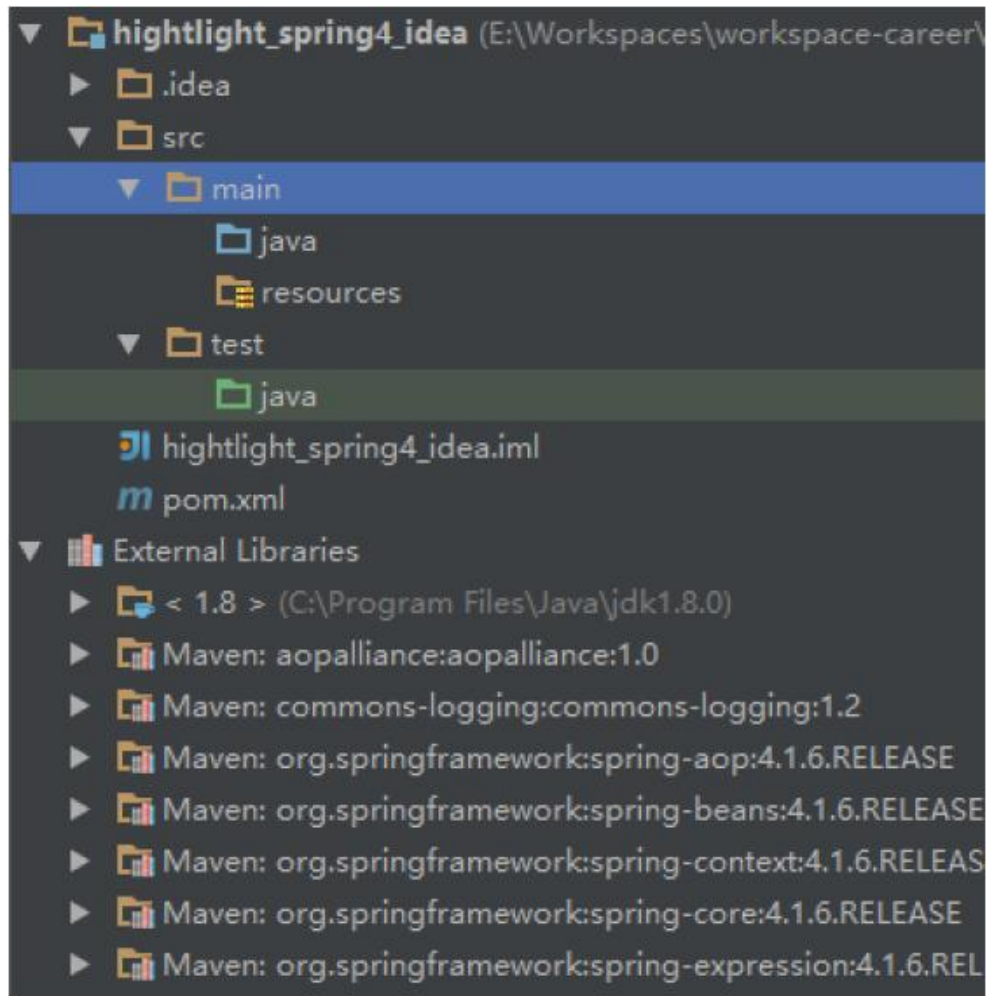 hightlight_spring4_idea (E:\Workspaces\workspace-career\
.idea
src
main
java
resources
test
java
hightlight_spring4_idea.iml
pom.xml
External Libraries
< 1.8 > (C:\Program Files\Java\jdk1.8.0)
Maven: aopalliance:aopalliance:1.0
Maven: commons-logging:commons-logging:1.2
Maven: org.springframework:spring-aop:4.1.6.RELEASE
Maven: org.springframework:spring-beans:4.1.6.RELEASE
Maven: org.springframework:spring-context:4.1.6.RELEAS
Maven: org.springframework:spring-core:4.1.6.RELEASE
Maven: org.springframework:spring-expression:4.1.6.REL